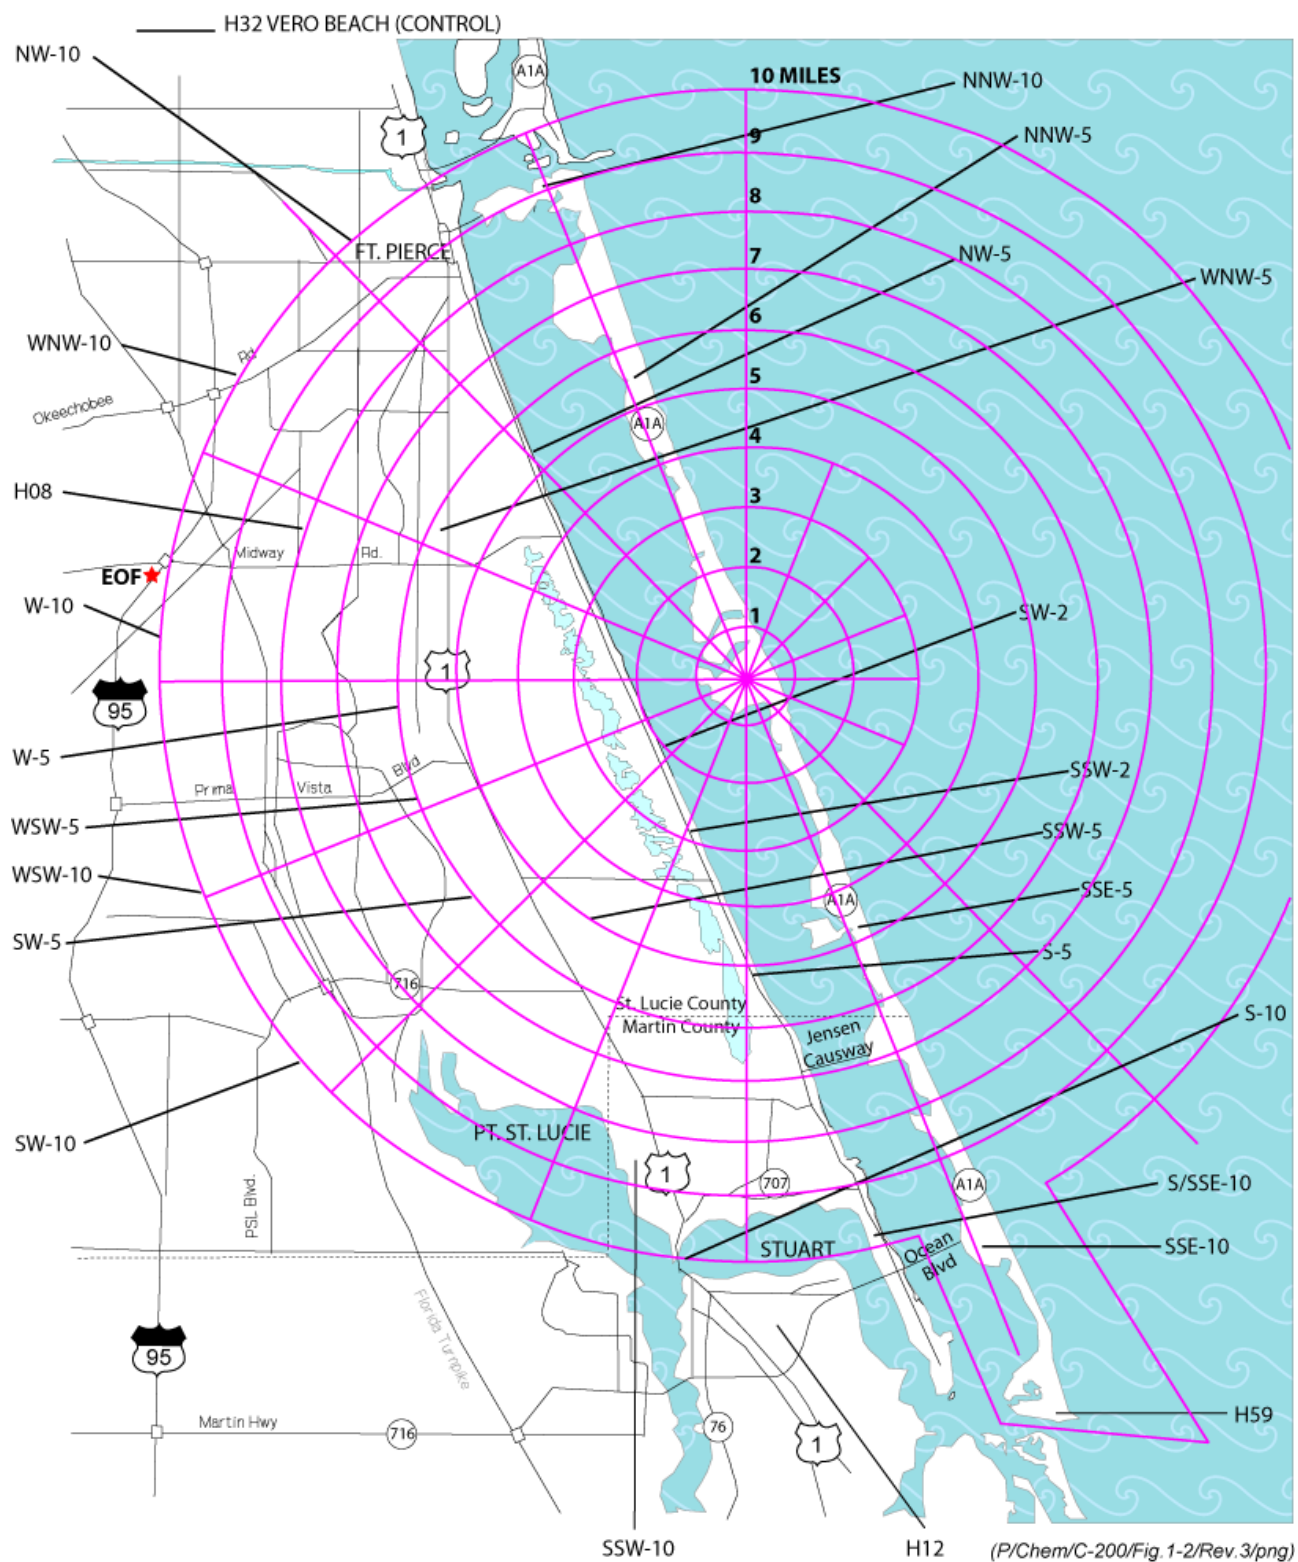 H32 VERO BEACH (CONTROL)
NW-10
A1A
10 MILES
NNW-10
1
9
NNW-5
8
FT. PIERCE
7
NW-5
WNW-5
6
WNW-10
Rd.
5
Okeechobee
A1A
4
H08
3
Midway Rd.
2
EOF
W-10
1
SW-2
1
95
W-5
Blvd
SSW-2
Prima Vista
WSW-5
SSW-5
WSW-10
SSE-5
A1A
SW-5
S-5
716
St. Lucie County
Martin County
S-10
Jensen
Causway
SW-10
PT. ST. LUCIE
1
707
A1A
S/SSE-10
PSL Blvd.
STUART
Ocean
Blvd
SSE-10
Florida Turnpike
95
H59
Martin Hwy
716
76
1
SSW-10
H12
(P/Chem/C-200/Fig.1-2/Rev.3/png)